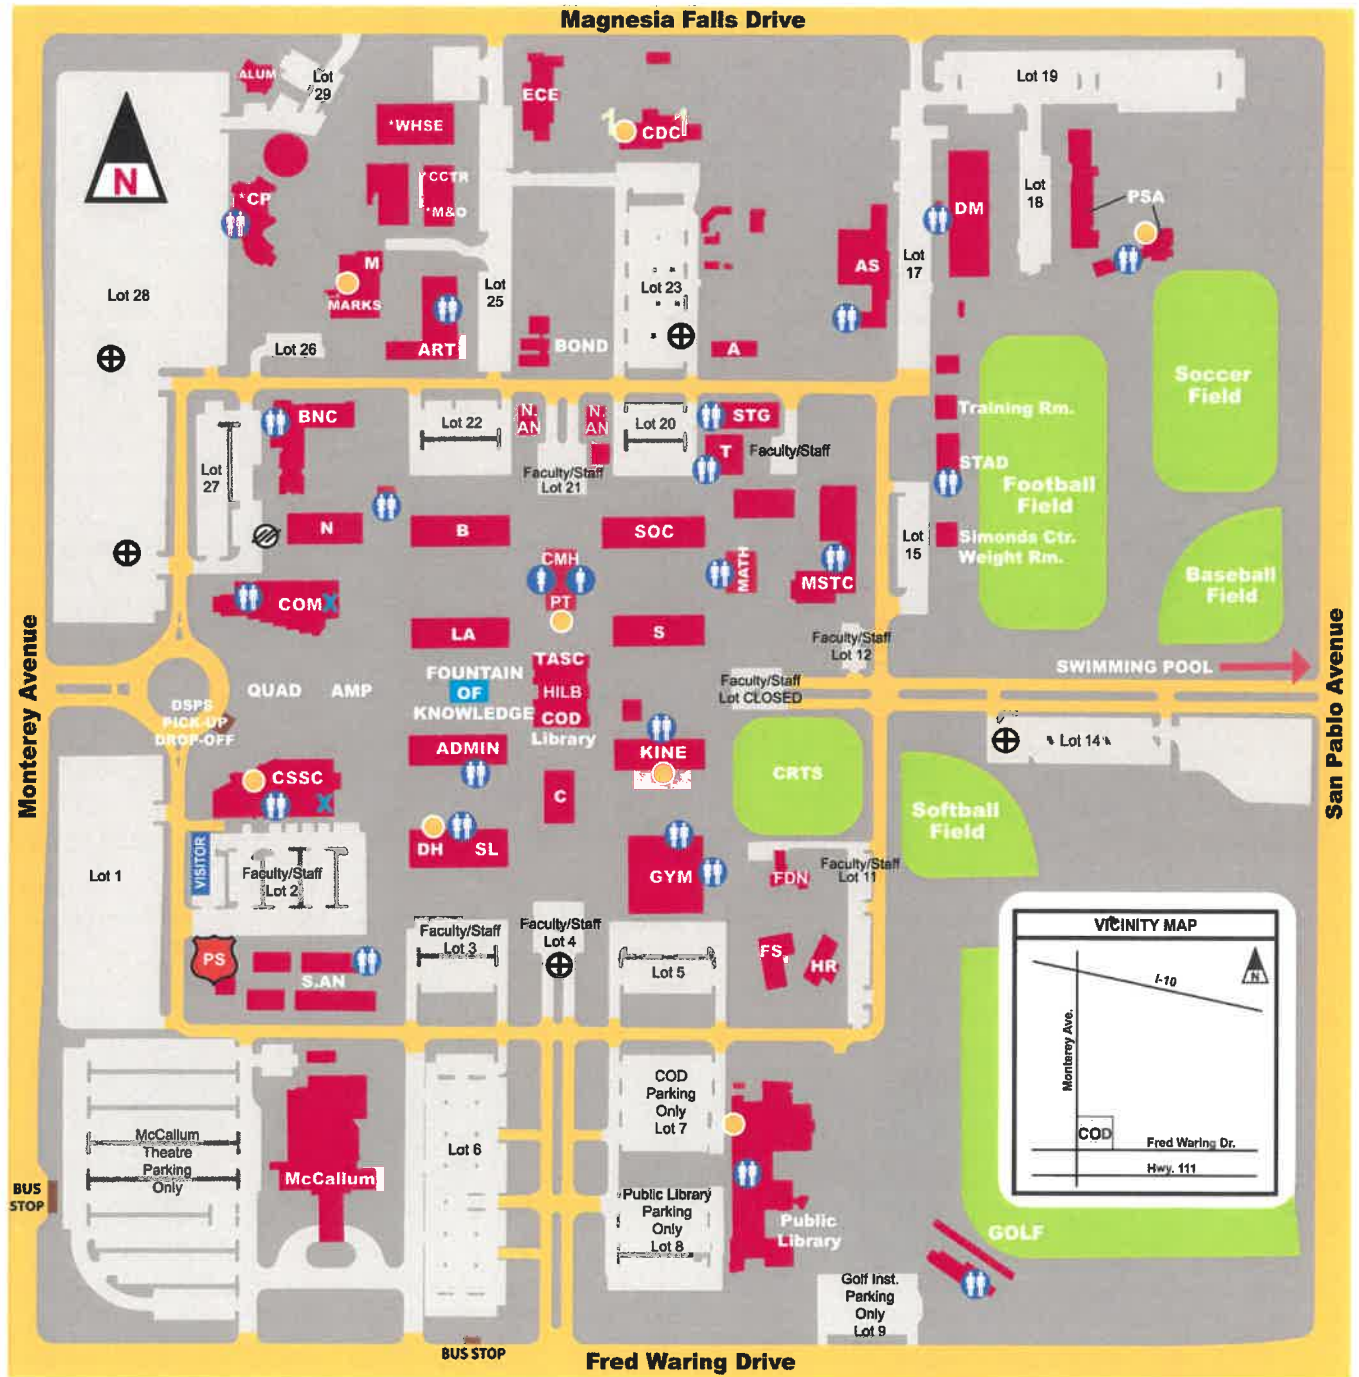 Magnesia Falls Drive
ALUM
Lot
29
ECE
CDC
Lot 19
*WHSE
N
*CP
CCTR
*M&O
Lot
18
PSA
DM
M
MARKS
Lot
25
Lot 23
AS
Lot
17
Lot 28
Lot 26
ART
BOND
A
Soccer
Field
BNC
Lot 22
N.
AN
N.
AN
Lot 20
STG
Training Rm.
T
Faculty/Staff
Lot
27
Faculty/Staff
Lot 21
STAD
Football
Field
N
B
SOC
Lot
15
Simonds Ctr.
Weight Rm.
CMH
MATH
MSTC
Baseball
Field
COM
X
PT
LA
S
Faculty/Staff
Lot 12
Monterey Avenue
San Pablo Avenue
TASC
SWIMMING POOL
FOUNTAIN
OF
KNOWLEDGE
HILB
Faculty/Staff
Lot CLOSED
QUAD
AMP
DSPS
PICK-UP
DROP-OFF
COD
Library
ADMIN
KINE
Lot 14
CSSC
X
CRTS
C
Softball
Field
DH
SL
VISITOR
Faculty/Staff
Lot 2
Lot 1
GYM
FDN
Faculty/Staff
Lot 11
Faculty/Staff
Lot 3
Faculty/Staff
Lot 4
VICINITY MAP
PS
S.AN
Lot 5
FS
HR
I-10
N
Monterey Ave.
COD
Parking
Only
Lot 7
McCallum
Theatre
Parking
Only
Lot 6
COD
Fred Waring Dr.
Hwy. 111
McCallum
BUS
STOP
Public Library
Parking
Only
Lot 8
Public
Library
GOLF
Golf Inst.
Parking
Only
Lot 9
BUS STOP
Fred Waring Drive